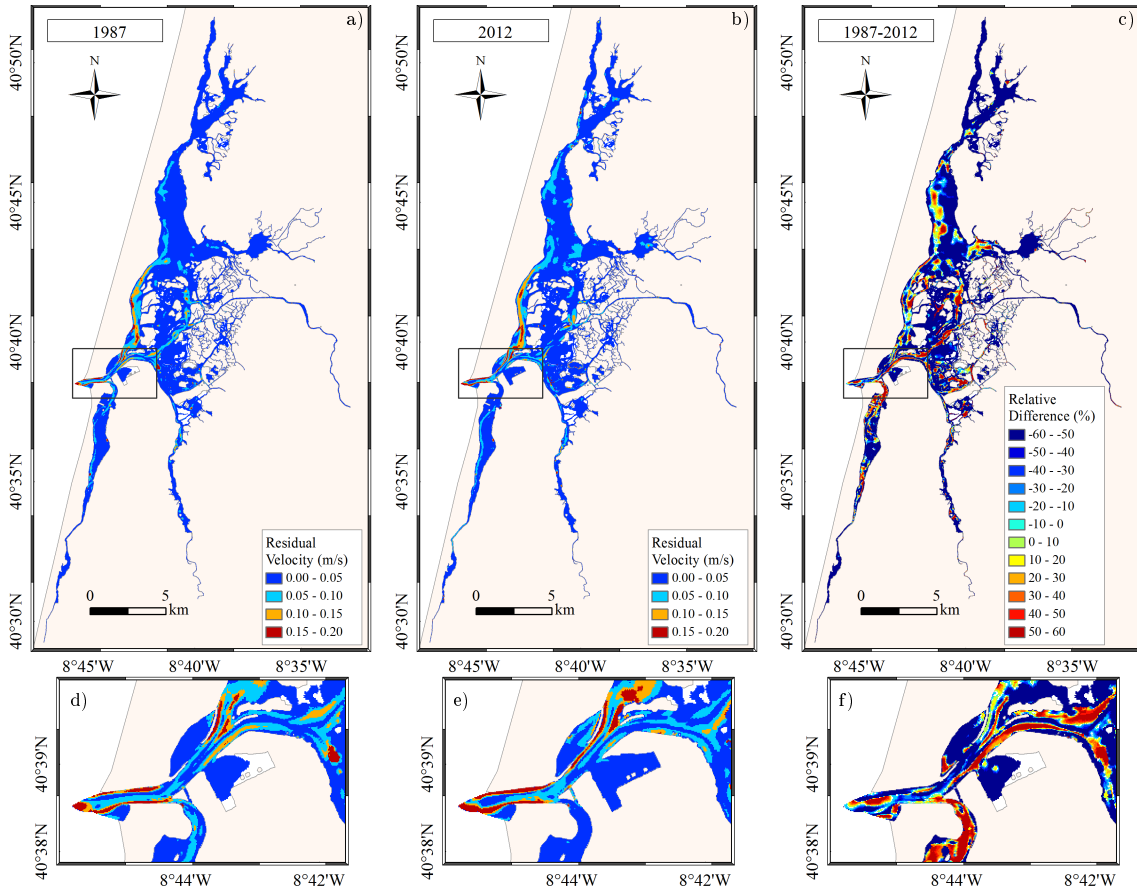 1987
a)
N
40°50'N
40°45'N
40°40'N
40°35'N
40°30'N
Residual
Velocity (m/s)
0.00 - 0.05
0.05 - 0.10
0.10 - 0.15
0.15 - 0.20
0 5
km
8°45'W 8°40'W 8°35'W
2012
b)
N
40°50'N
40°45'N
40°40'N
40°35'N
40°30'N
Residual
Velocity (m/s)
0.00 - 0.05
0.05 - 0.10
0.10 - 0.15
0.15 - 0.20
0 5
km
8°45'W 8°40'W 8°35'W
1987-2012
c)
N
40°50'N
40°45'N
40°40'N
40°35'N
40°30'N
Relative
Difference (%)
-60 - -50
-50 - -40
-40 - -30
-30 - -20
-20 - -10
-10 - 0
0 - 10
10 - 20
20 - 30
30 - 40
40 - 50
50 - 60
0 5
km
8°45'W 8°40'W 8°35'W
d)
40°39'N
40°38'N
8°44'W 8°42'W
e)
40°39'N
40°38'N
8°44'W 8°42'W
f)
40°39'N
40°38'N
8°44'W 8°42'W